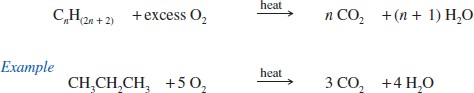 heat
CₙH₍₂ₙ ₊ ₂₎ + excess O₂ → n CO₂ + (n + 1) H₂O
Example
heat
CH₃CH₂CH₃ + 5 O₂ → 3 CO₂ + 4 H₂O